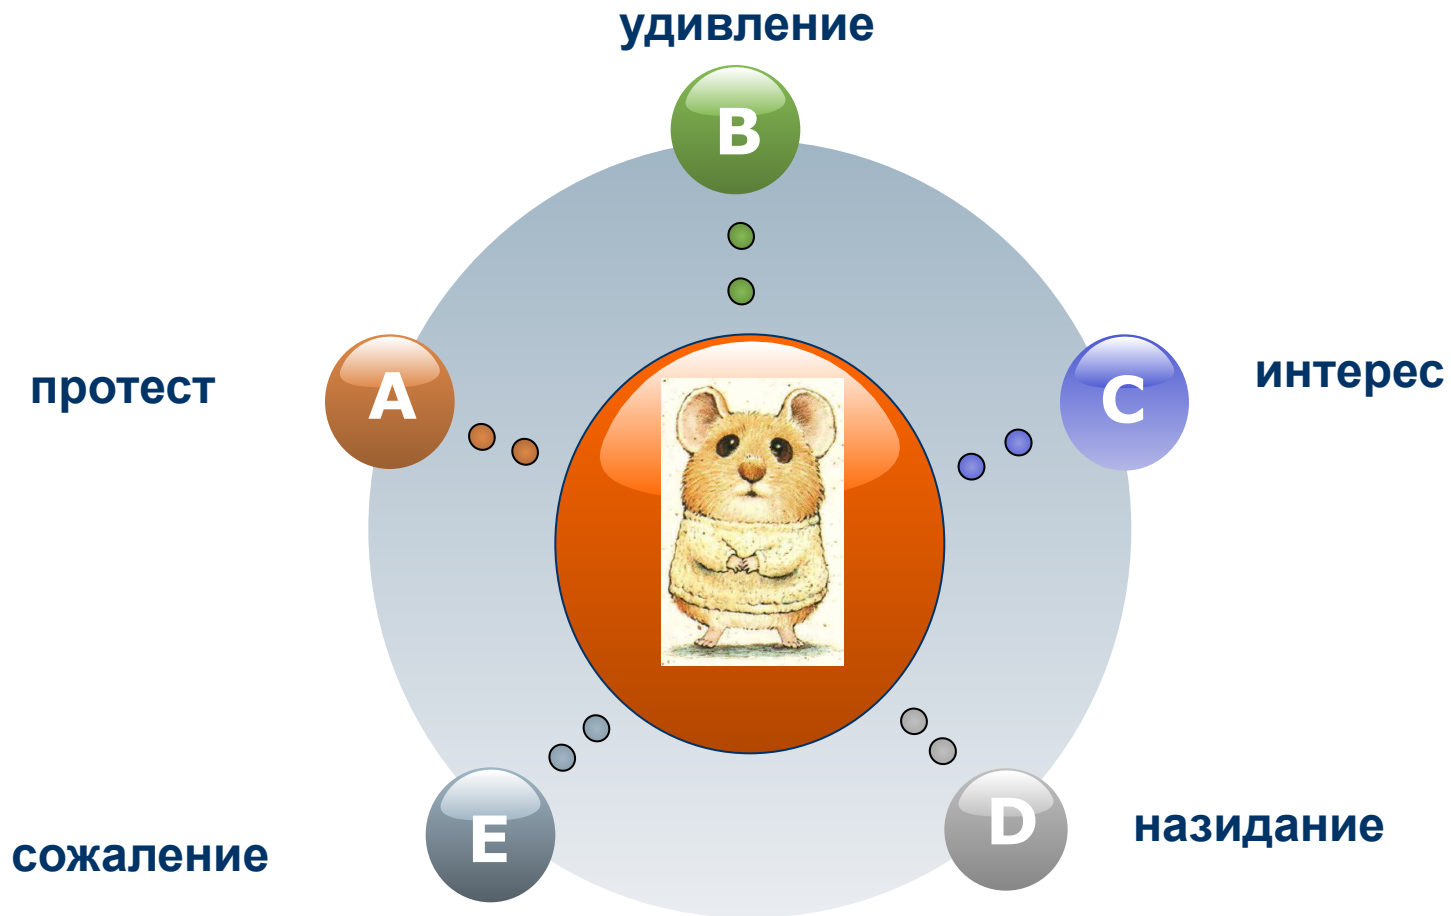 удивление
B
протест
A
C
интерес
E
D
назидание
сожаление